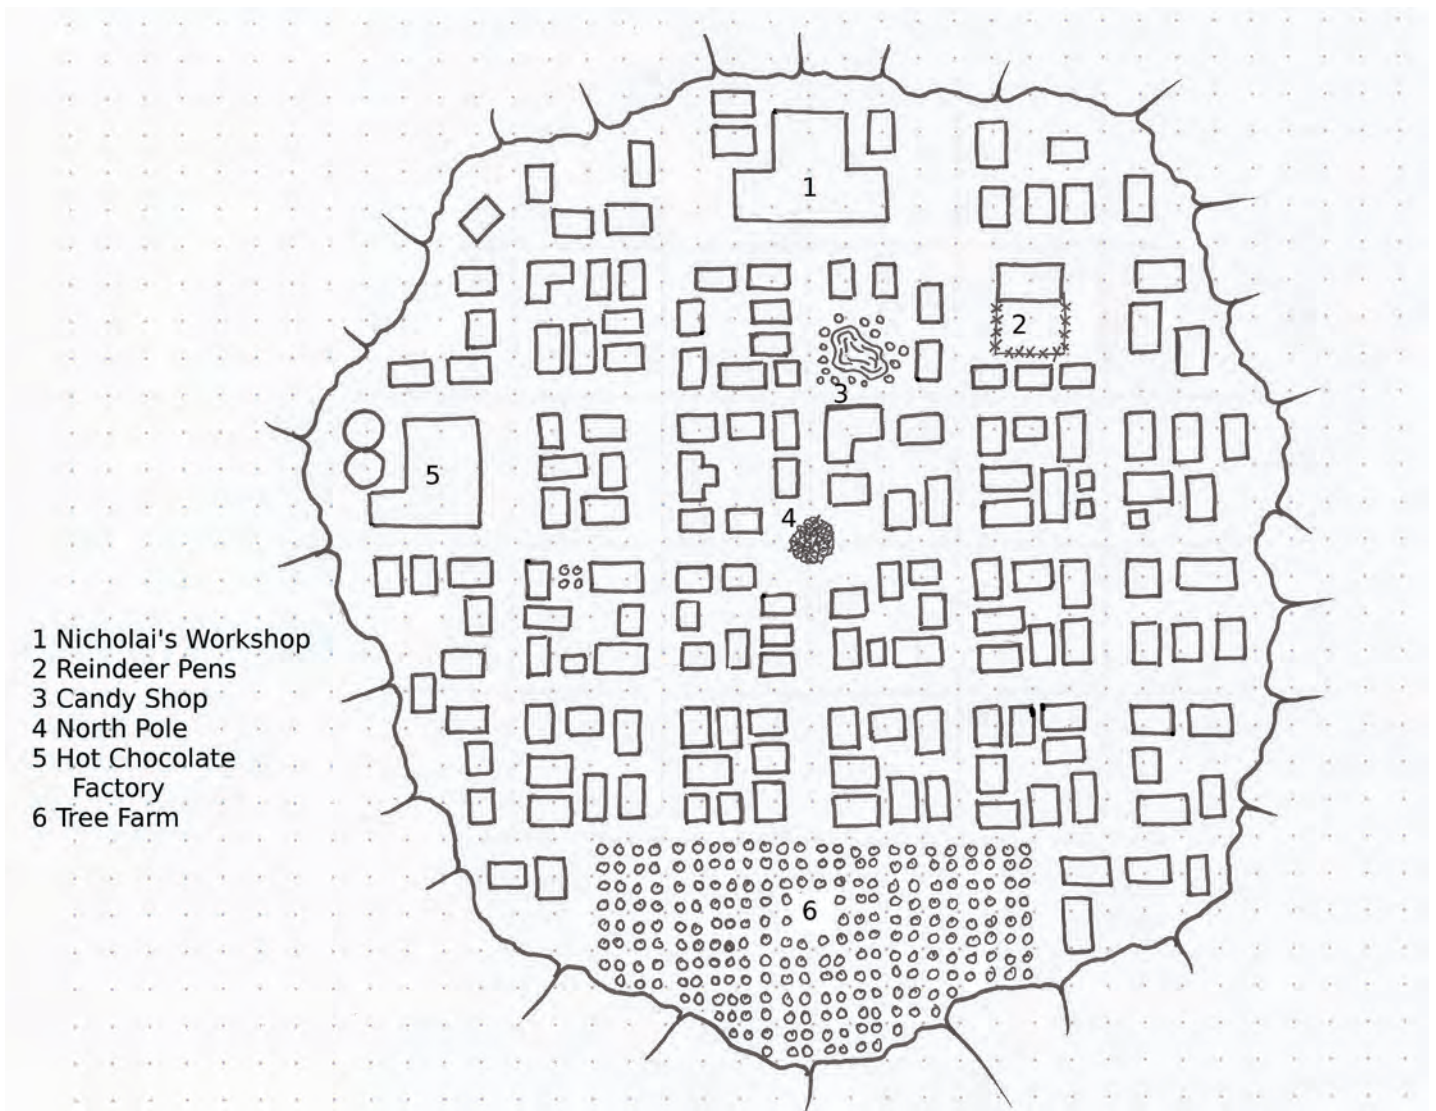 1
2
3
5
4
1 Nicholai's Workshop
2 Reindeer Pens
3 Candy Shop
4 North Pole
5 Hot Chocolate
Factory
6 Tree Farm
6